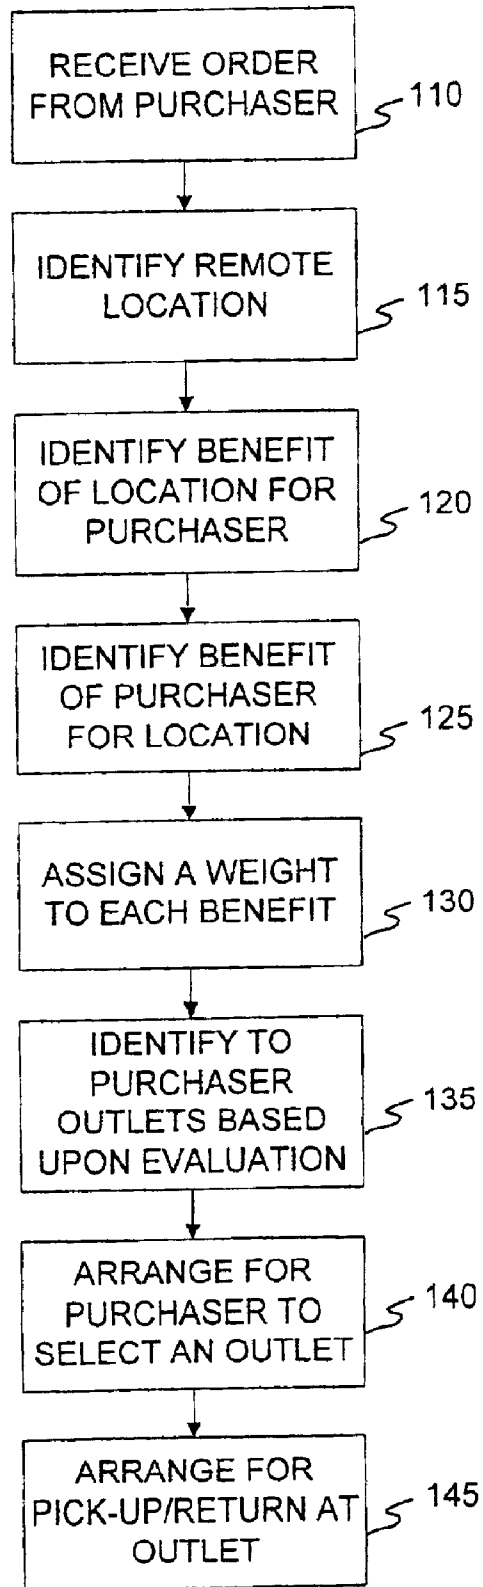 RECEIVE ORDER
FROM PURCHASER
110
IDENTIFY REMOTE
LOCATION
115
IDENTIFY BENEFIT
OF LOCATION FOR
PURCHASER
120
IDENTIFY BENEFIT
OF PURCHASER
FOR LOCATION
125
ASSIGN A WEIGHT
TO EACH BENEFIT
130
IDENTIFY TO
PURCHASER
OUTLETS BASED
UPON EVALUATION
135
ARRANGE FOR
PURCHASER TO
SELECT AN OUTLET
140
ARRANGE FOR
PICK-UP/RETURN AT
OUTLET
145